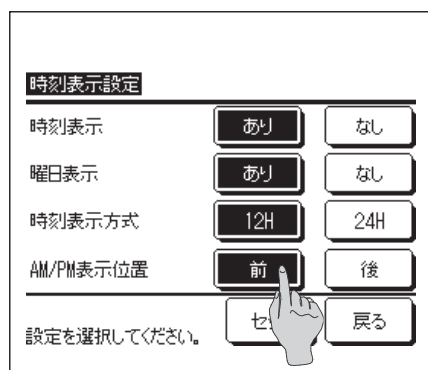 時刻表示設定
時刻表示 あり なし
曜日表示 あり なし
時刻表示方式 12H 24H
AM/PM表示位置 前 後
設定を選択してください。 戻る